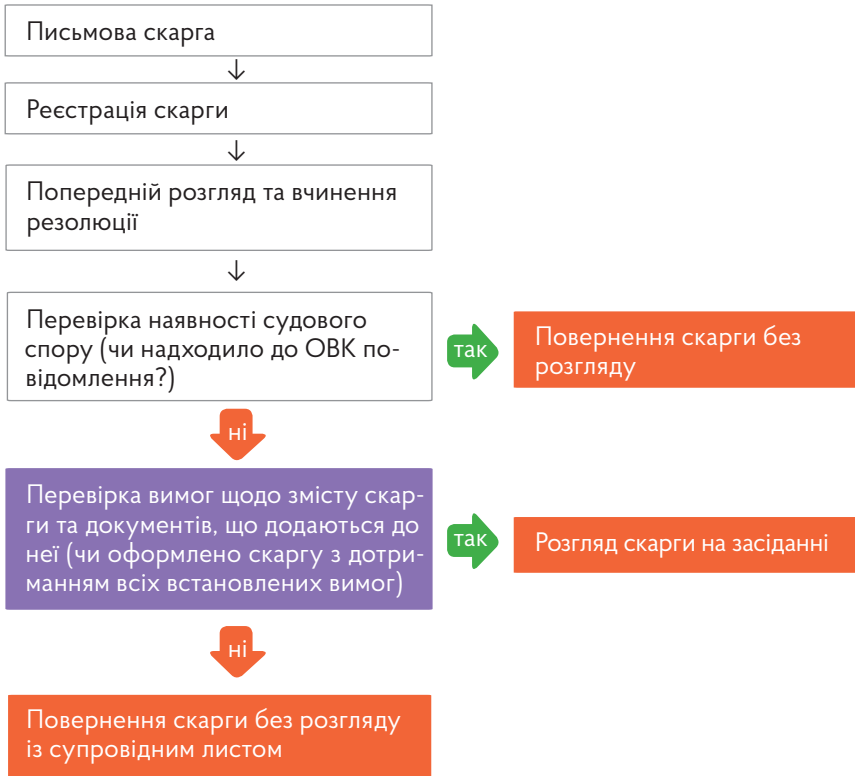 Письмова скарга
Реєстрація скарги
Попередній розгляд та вчинення
резолюції
Перевірка наявності судового
спору (чи надходило до ОВК по-
відомлення?)
так
Повернення скарги без
розгляду
ні
Перевірка вимог щодо змісту скар-
ги та документів, що додаються до
неї (чи оформлено скаргу з дотри-
манням всіх встановлених вимог)
так
Розгляд скарги на засіданні
ні
Повернення скарги без розгляду
із супровідним листом